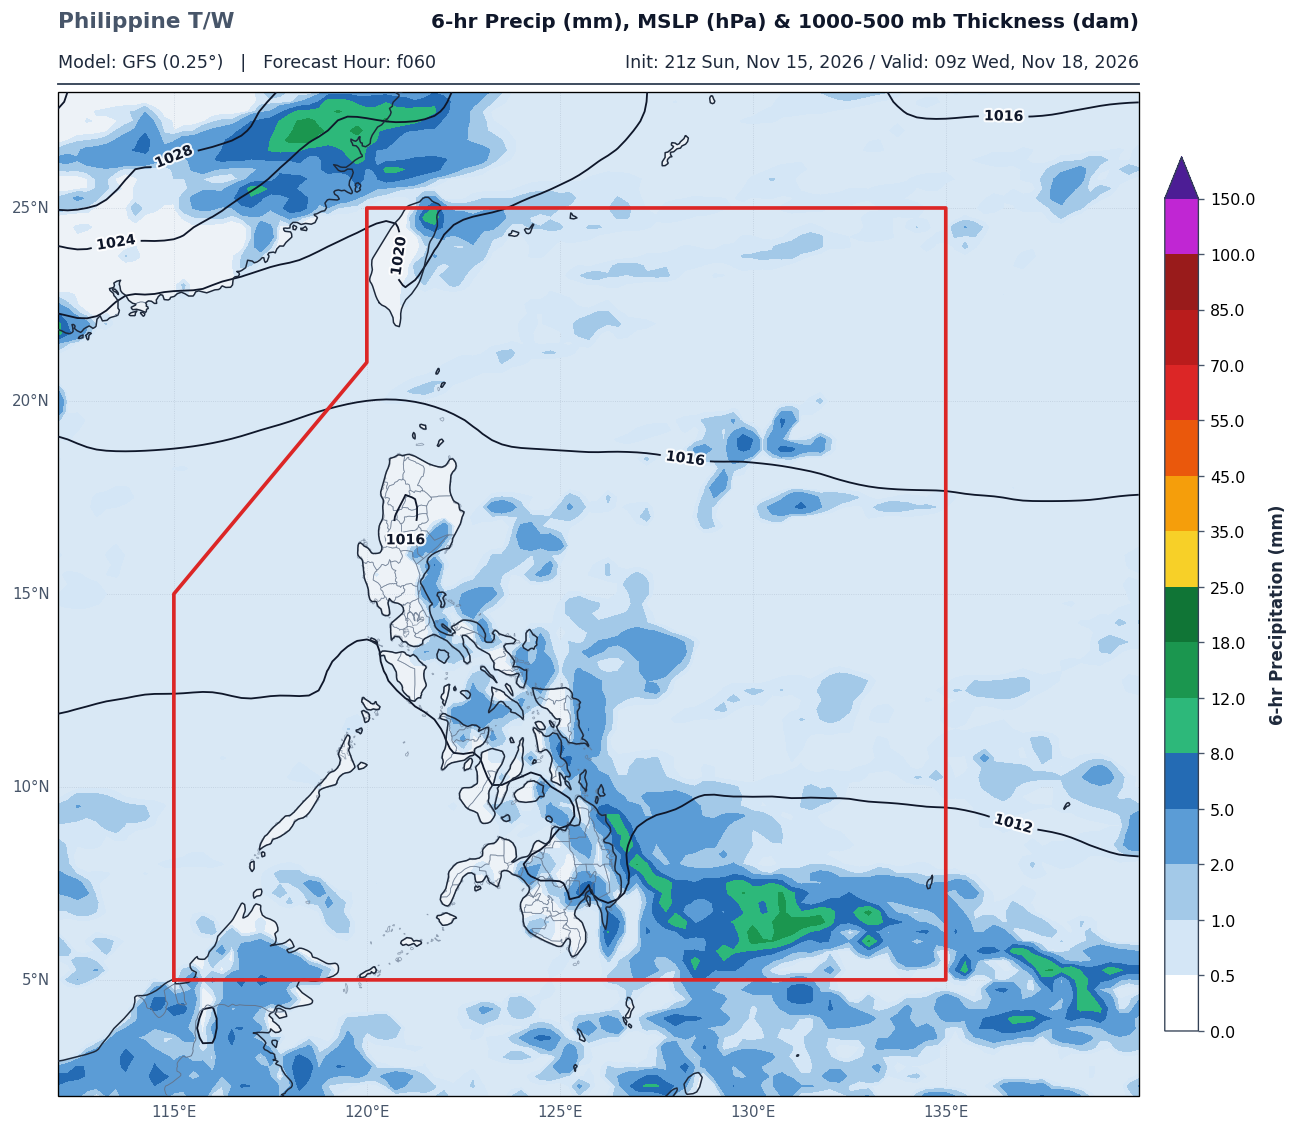 Philippine T/W
6-hr Precip (mm), MSLP (hPa) & 1000-500 mb Thickness (dam)
Model: GFS (0.25°) | Forecast Hour: f060
Init: 21z Sun, Nov 15, 2026 / Valid: 09z Wed, Nov 18, 2026
1016
1028
1024
1020
1016
1016
1012
25°N
20°N
15°N
10°N
5°N
115°E
120°E
125°E
130°E
135°E
150.0
100.0
85.0
70.0
55.0
45.0
35.0
25.0
18.0
12.0
8.0
5.0
2.0
1.0
0.5
0.0
6-hr Precipitation (mm)